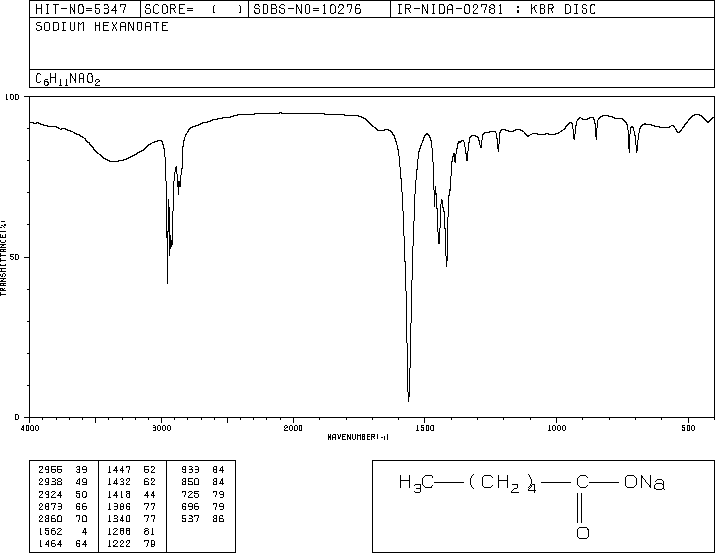 HIT-NO=5347 SCORE= ( ) SDBS-NO=10276 IR-NIDA-02781 : KBR DISC
SODIUM HEXANOATE
C6H11NAO2
100
50
0
TRANSMITTANCE(%)
4000 3000 2000 1500 1000 500
WAVENUMBER(-1)
2966 39 1447 62 933 84
2938 49 1432 62 850 84
2924 50 1418 44 725 79
2873 66 1386 77 696 79
2860 70 1340 77 537 86
1562 4 1288 81
1464 64 1222 79
H3C—(CH2)4—C—ONa
O